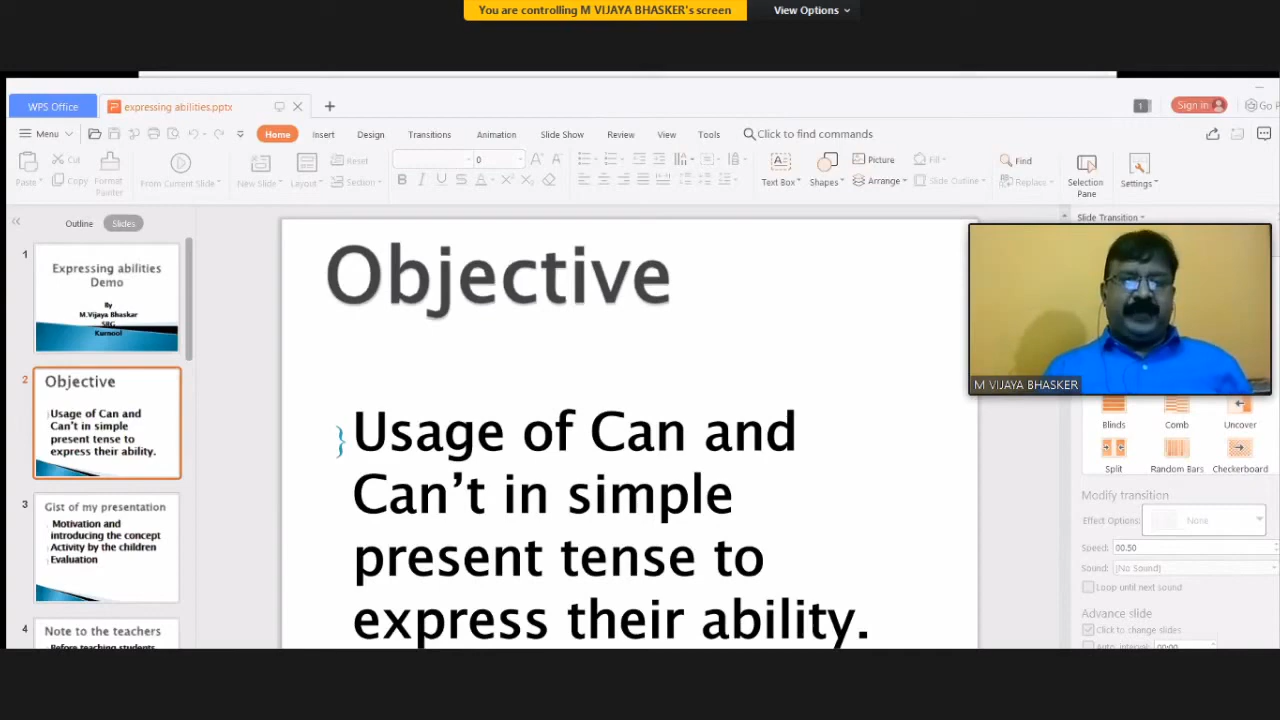 You are controlling M VIJAYA BHASKER's screen View Options
WPS Office expressing abilities.pptx 1 Sign in Go
Menu Home Insert Design Transitions Animation Slide Show Review View Tools Click to find commands
Cut Reset 0 Picture Fill Find
Paste Copy Format Painter From Current Slide New Slide Layout Section B I U S A Text Box Shapes Arrange Slide Outline Replace Selection Pane Settings
Outline Slides
Slide Transition
1
Expressing abilities
Demo
By
M.Vijaya Bhaskar
SRG
Kurnool
2
Objective
Usage of Can and
Can't in simple
present tense to
express their ability.
3
Gist of my presentation
Motivation and
introducing the concept
Activity by the children
Evaluation
4
Note to the teachers
Before teaching students
Objective
Usage of Can and
Can't in simple
present tense to
express their ability.
M VIJAYA BHASKER
Blinds Comb Uncover
Split Random Bars Checkerboard
Modify transition
Effect Options: None
Speed: 00.50
Sound: [No Sound]
Loop until next sound
Advance slide
Click to change slides
Auto interval: 00:00